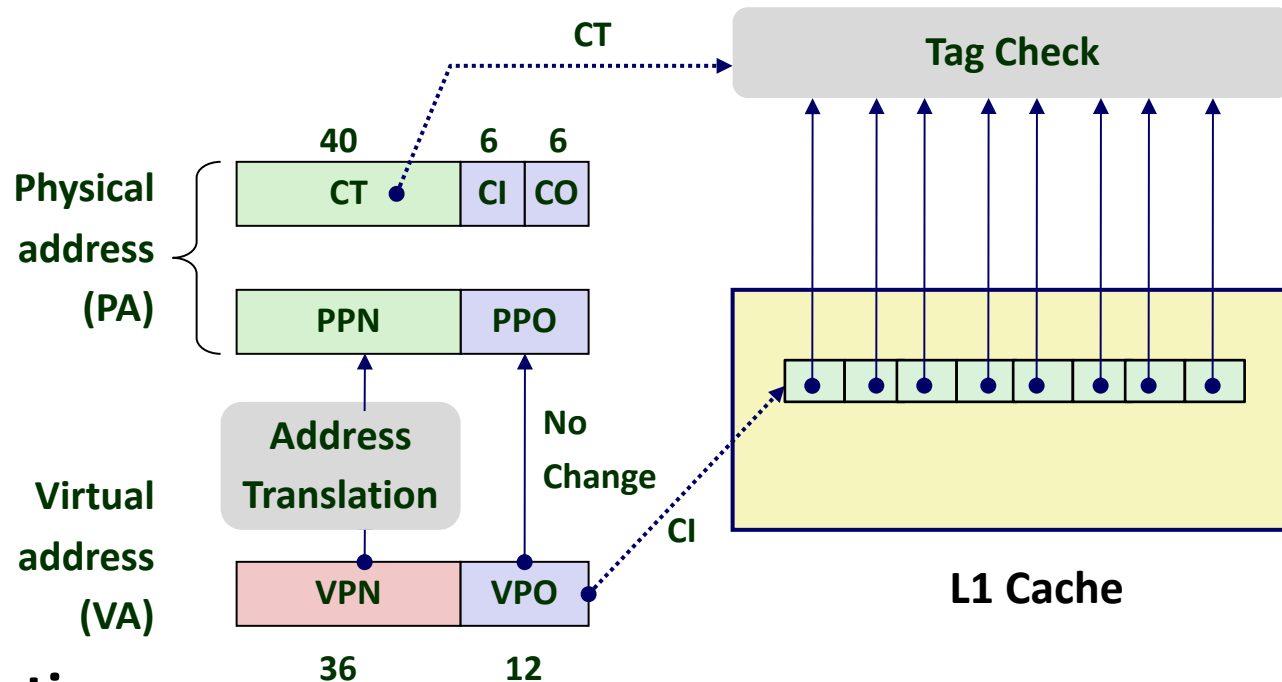 CT
Tag Check
40 6 6
CT CI CO
Physical
address
(PA)
PPN PPO
Address
Translation
No
Change
Virtual
address
(VA)
CI
VPN VPO
L1 Cache
36 12